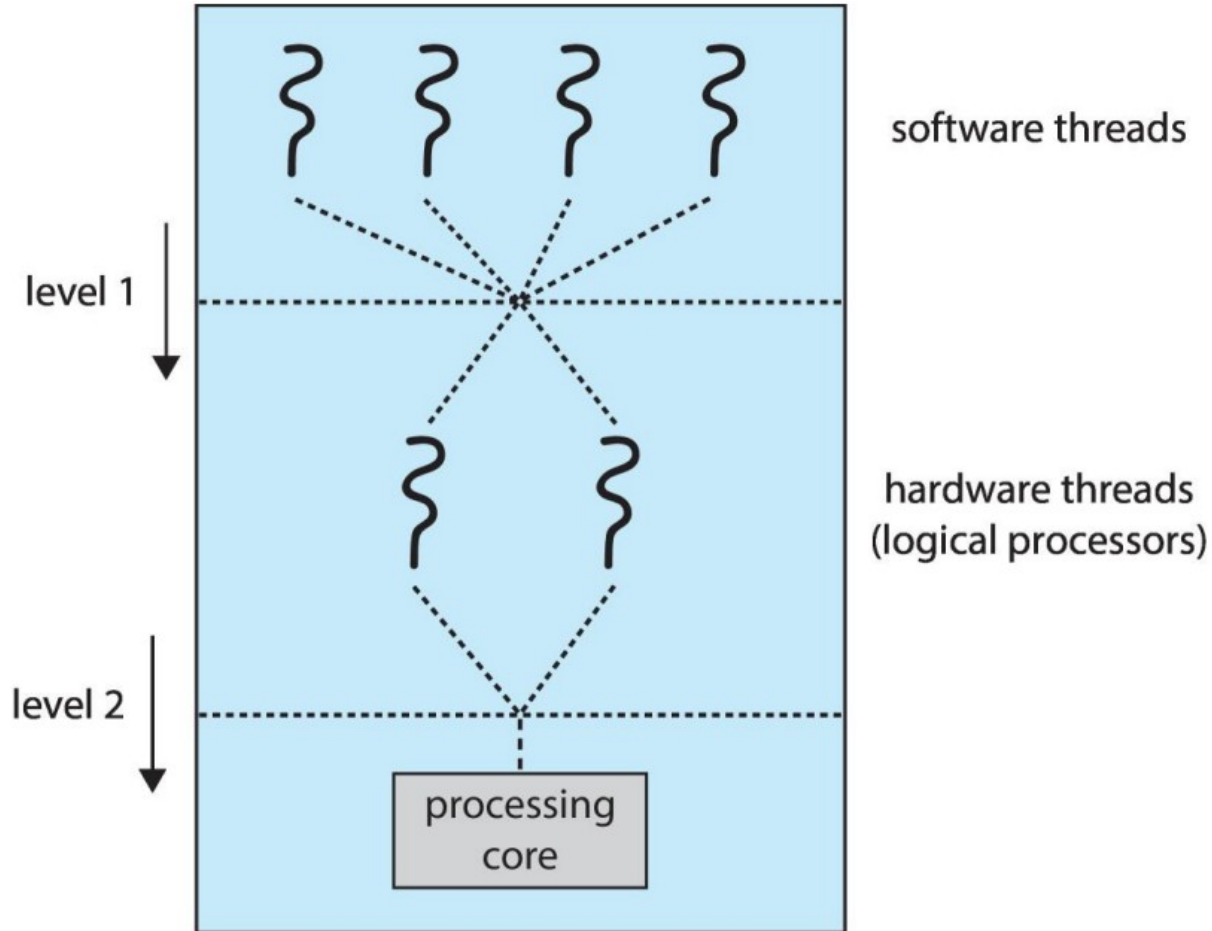 software threads
level 1
hardware threads
(logical processors)
level 2
processing
core